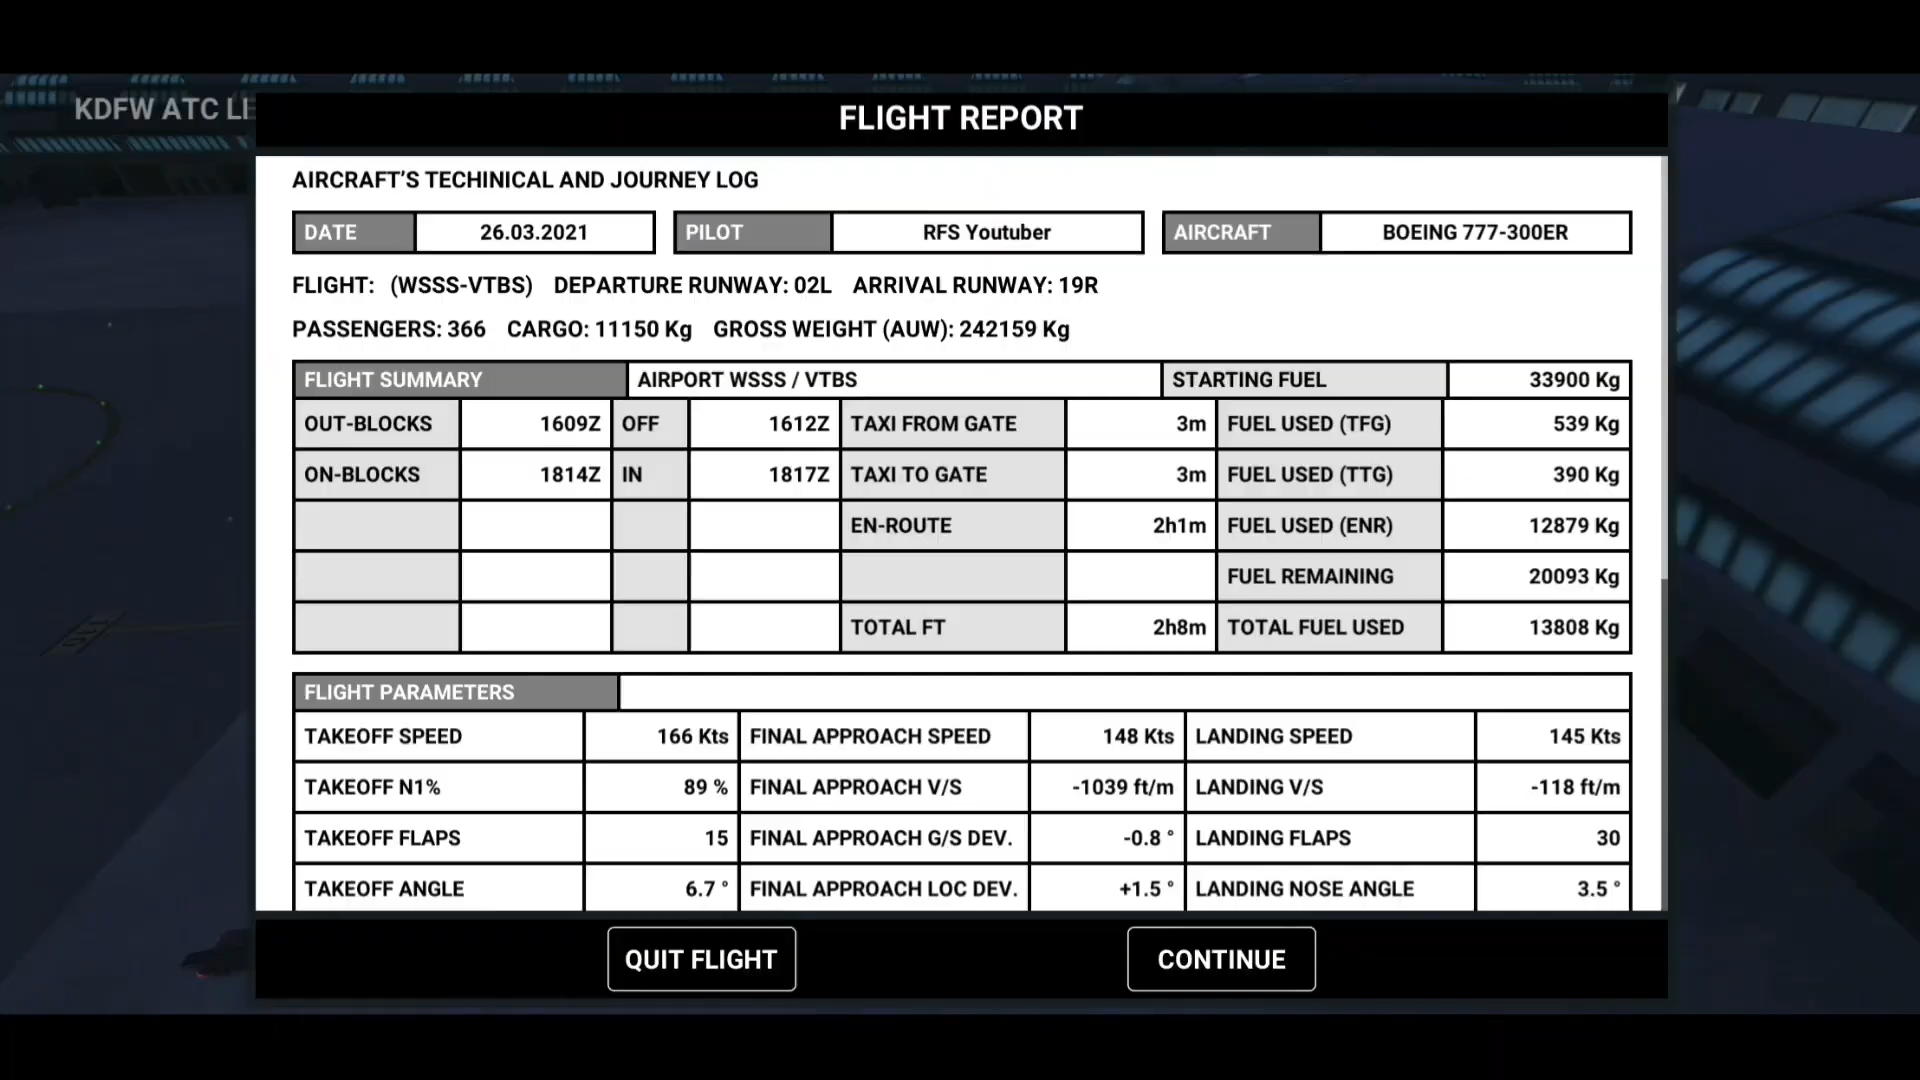 KDFW ATC
FLIGHT REPORT
AIRCRAFT'S TECHINICAL AND JOURNEY LOG
DATE 26.03.2021 PILOT RFS Youtuber AIRCRAFT BOEING 777-300ER
FLIGHT: (WSSS-VTBS) DEPARTURE RUNWAY: 02L ARRIVAL RUNWAY: 19R
PASSENGERS: 366 CARGO: 11150 Kg GROSS WEIGHT (AUW): 242159 Kg
FLIGHT SUMMARY AIRPORT WSSS / VTBS STARTING FUEL 33900 Kg
OUT-BLOCKS 1609Z OFF 1612Z TAXI FROM GATE 3m FUEL USED (TFG) 539 Kg
ON-BLOCKS 1814Z IN 1817Z TAXI TO GATE 3m FUEL USED (TTG) 390 Kg
EN-ROUTE 2h1m FUEL USED (ENR) 12879 Kg
FUEL REMAINING 20093 Kg
TOTAL FT 2h8m TOTAL FUEL USED 13808 Kg
FLIGHT PARAMETERS
TAKEOFF SPEED 166 Kts FINAL APPROACH SPEED 148 Kts LANDING SPEED 145 Kts
TAKEOFF N1% 89 % FINAL APPROACH V/S -1039 ft/m LANDING V/S -118 ft/m
TAKEOFF FLAPS 15 FINAL APPROACH G/S DEV. -0.8 ° LANDING FLAPS 30
TAKEOFF ANGLE 6.7 ° FINAL APPROACH LOC DEV. +1.5 ° LANDING NOSE ANGLE 3.5 °
QUIT FLIGHT CONTINUE